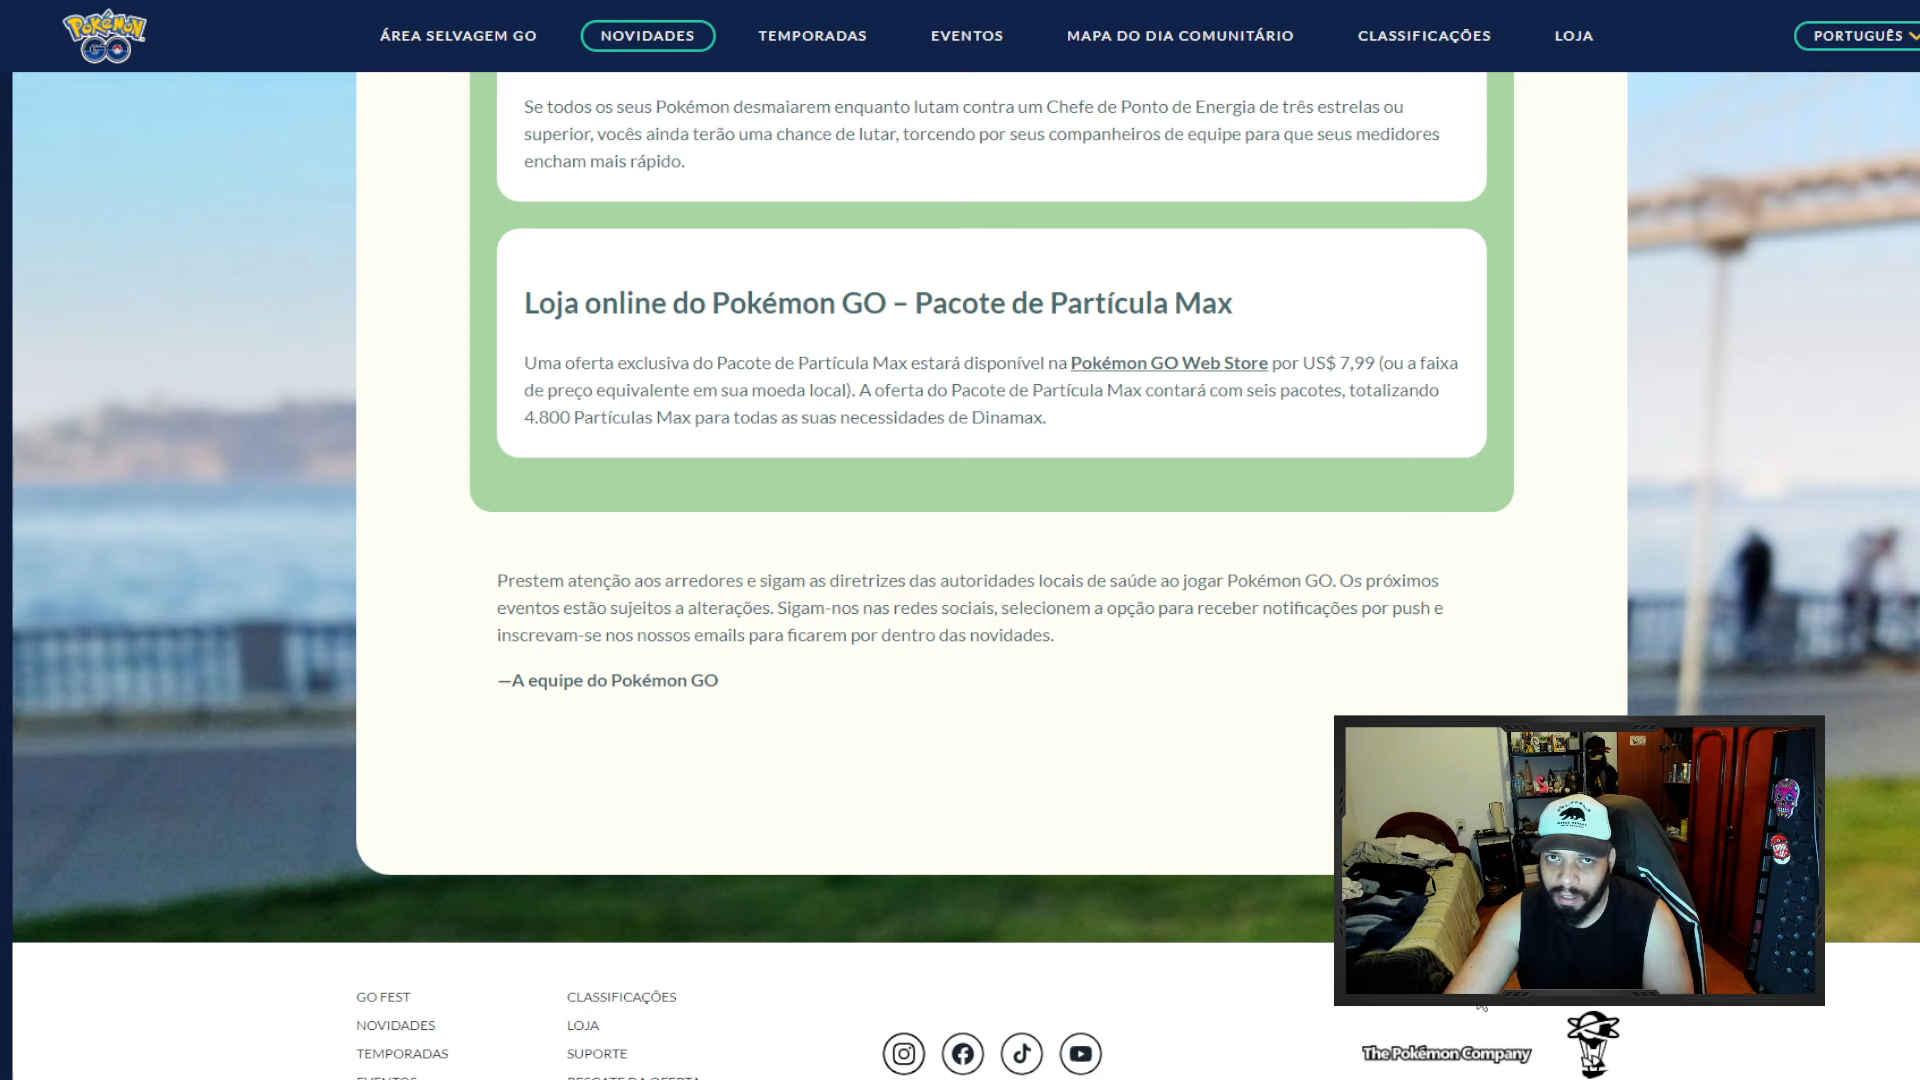 POKÉMON GO
ÁREA SELVAGEM GO
NOVIDADES
TEMPORADAS
EVENTOS
MAPA DO DIA COMUNITÁRIO
CLASSIFICAÇÕES
LOJA
PORTUGUÊS
Se todos os seus Pokémon desmaiarem enquanto lutam contra um Chefe de Ponto de Energia de três estrelas ou
superior, vocês ainda terão uma chance de lutar, torcendo por seus companheiros de equipe para que seus medidores
encham mais rápido.
Loja online do Pokémon GO – Pacote de Partícula Max
Uma oferta exclusiva do Pacote de Partícula Max estará disponível na Pokémon GO Web Store por US$ 7,99 (ou a faixa
de preço equivalente em sua moeda local). A oferta do Pacote de Partícula Max contará com seis pacotes, totalizando
4.800 Partículas Max para todas as suas necessidades de Dinamax.
Prestem atenção aos arredores e sigam as diretrizes das autoridades locais de saúde ao jogar Pokémon GO. Os próximos
eventos estão sujeitos a alterações. Sigam-nos nas redes sociais, selecionem a opção para receber notificações por push e
inscrevam-se nos nossos emails para ficarem por dentro das novidades.
—A equipe do Pokémon GO
GO FEST
NOVIDADES
TEMPORADAS
EVENTOS
CLASSIFICAÇÕES
LOJA
SUPORTE
RESGATE DA OFERTA
The Pokémon Company